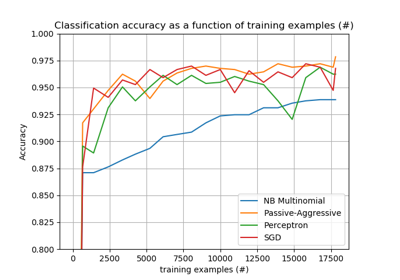 Classification accuracy as a function of training examples (#)
1.000
0.975
0.950
0.925
0.900
0.875
0.850
0.825
0.800
Accuracy
NB Multinomial
Passive-Aggressive
Perceptron
SGD
0 2500 5000 7500 10000 12500 15000 17500
training examples (#)